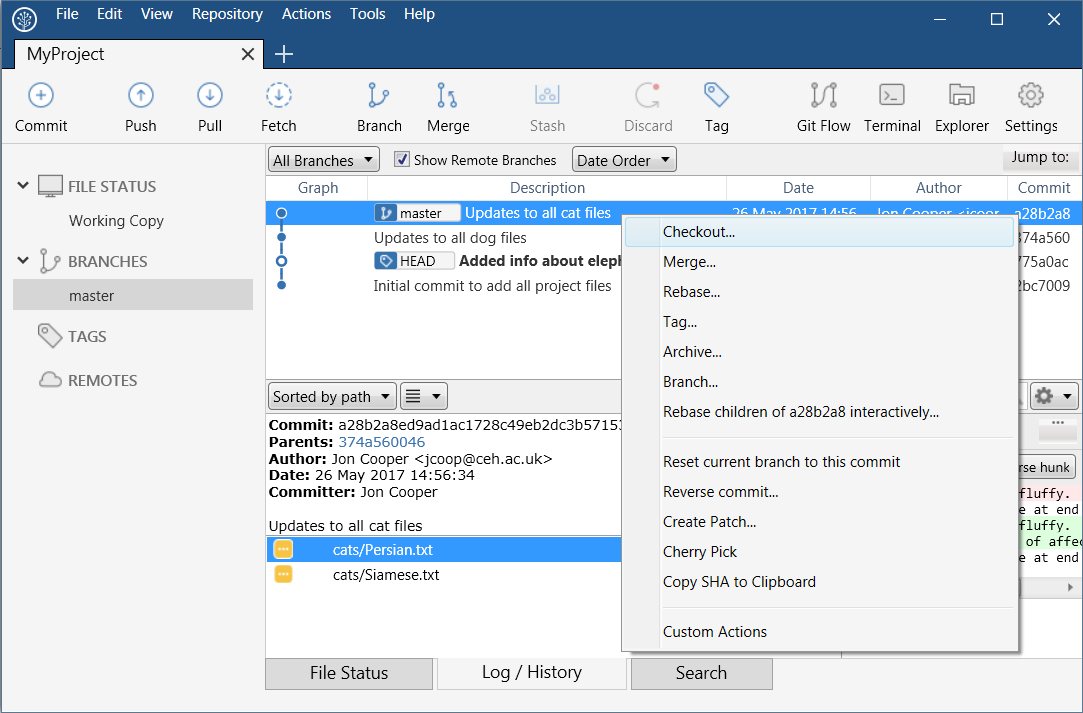 File Edit View Repository Actions Tools Help
MyProject
Commit Push Pull Fetch Branch Merge Stash Discard Tag Git Flow Terminal Explorer Settings
FILE STATUS
Working Copy
BRANCHES
master
TAGS
REMOTES
All Branches Show Remote Branches Date Order Jump to:
Graph Description Date Author Commit
master Updates to all cat files 26 May 2017 14:56 Jon Cooper <jcoop a28b2a8
Updates to all dog files 374a560
HEAD Added info about eleph 775a0ac
Initial commit to add all project files 2bc7009
Checkout...
Merge...
Rebase...
Tag...
Archive...
Branch...
Rebase children of a28b2a8 interactively...
Reset current branch to this commit
Reverse commit...
Create Patch...
Cherry Pick
Copy SHA to Clipboard
Custom Actions
Sorted by path
Commit: a28b2a8ed9ad1ac1728c49eb2dc3b57153
Parents: 374a560046
Author: Jon Cooper <jcoop@ceh.ac.uk>
Date: 26 May 2017 14:56:34
Committer: Jon Cooper
Updates to all cat files
cats/Persian.txt
cats/Siamese.txt
rse hunk
fluffy.
e at end
fluffy.
of affec
e at end
File Status Log / History Search